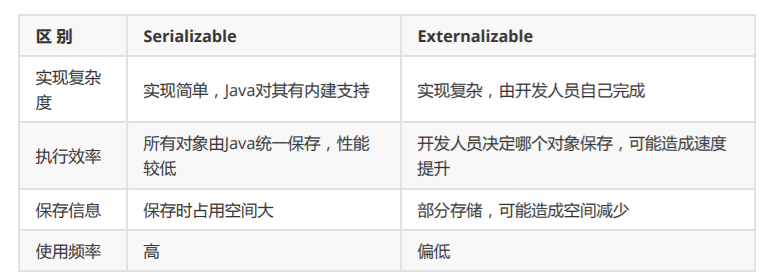 区别 Serializable Externalizable
实现复杂
度
实现简单，Java对其有内建支持 实现复杂，由开发人员自己完成
执行效率
所有对象由Java统一保存，性能
较低
开发人员决定哪个对象保存，可能造成速度
提升
保存信息 保存时占用空间大 部分存储，可能造成空间减少
使用频率 高 偏低